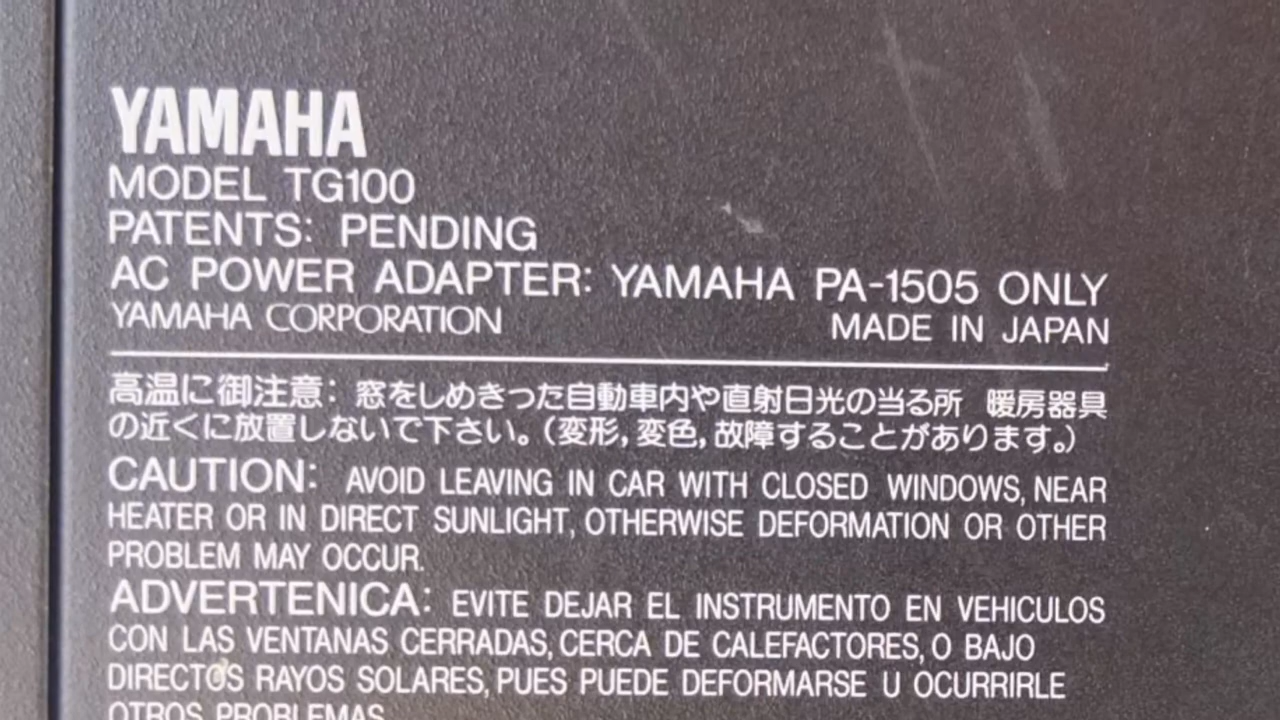 YAMAHA
MODEL TG100
PATENTS: PENDING
AC POWER ADAPTER: YAMAHA PA-1505 ONLY
YAMAHA CORPORATION MADE IN JAPAN
高温に御注意: 窓をしめきった自動車内や直射日光の当る所 暖房器具
の近くに放置しないで下さい。(変形, 変色, 故障することがあります。)
CAUTION: AVOID LEAVING IN CAR WITH CLOSED WINDOWS, NEAR
HEATER OR IN DIRECT SUNLIGHT, OTHERWISE DEFORMATION OR OTHER
PROBLEM MAY OCCUR.
ADVERTENICA: EVITE DEJAR EL INSTRUMENTO EN VEHICULOS
CON LAS VENTANAS CERRADAS, CERCA DE CALEFACTORES, O BAJO
DIRECTOS RAYOS SOLARES, PUES PUEDE DEFORMARSE U OCURRIRLE
OTROS PROBLEMAS